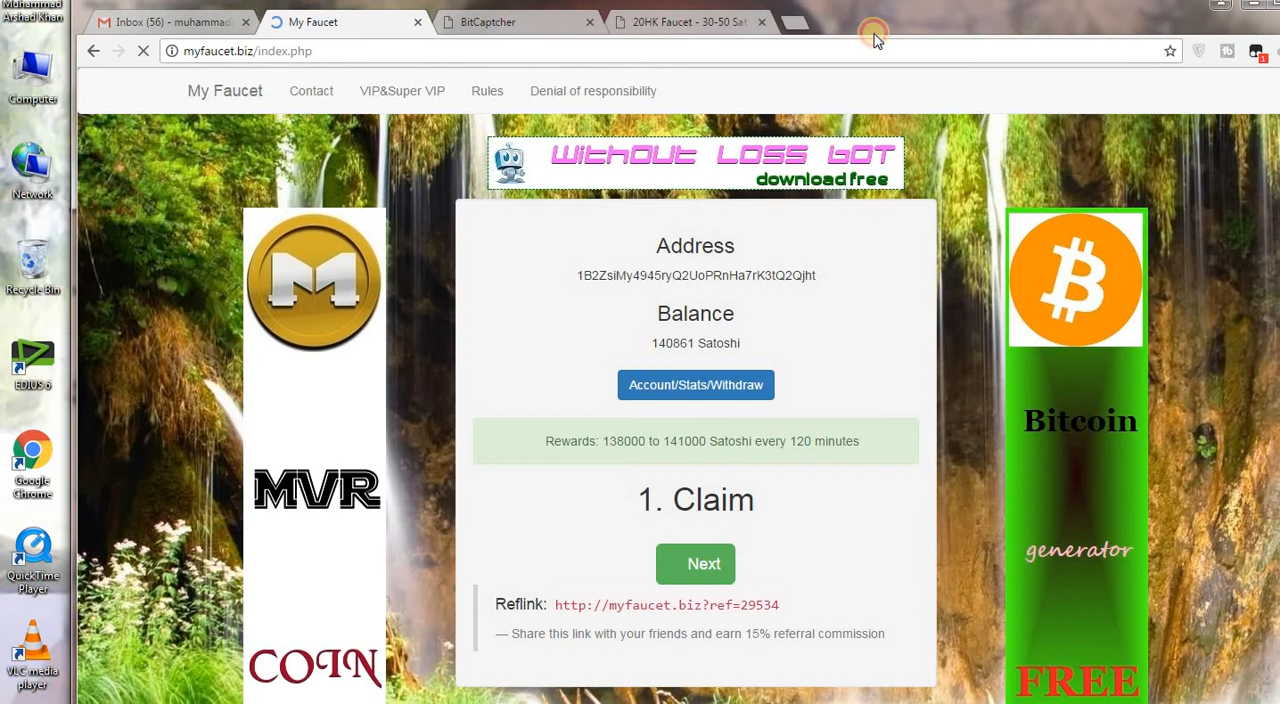 Muhammad
Arshad Khan
Inbox (56) - muhammad
My Faucet
BitCaptcher
20HK Faucet - 30-50 Sat
myfaucet.biz/index.php
1
My Faucet
Contact
VIP&Super VIP
Rules
Denial of responsibility
Computer
Network
Recycle Bin
EDIUS 6
Google
Chrome
QuickTime
Player
VLC media
player
WITHOUT LOSS BOT
download free
Address
1B2ZsiMy4945ryQ2UoPRnHa7rK3tQ2Qjht
Balance
140861 Satoshi
Account/Stats/Withdraw
Rewards: 138000 to 141000 Satoshi every 120 minutes
1. Claim
Next
Reflink: http://myfaucet.biz?ref=29534
— Share this link with your friends and earn 15% referral commission
M
MVR
COIN
Bitcoin
generator
FREE